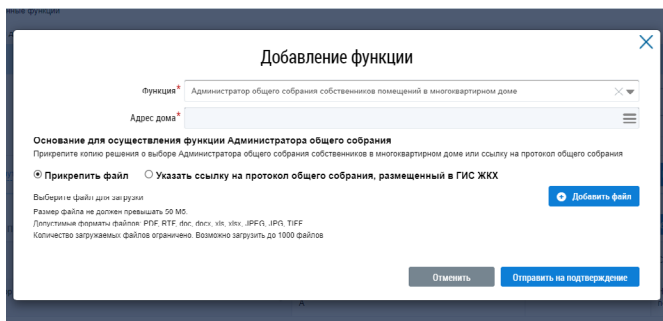 Добавление функции
Функция* Администратор общего собрания собственников помещений в многоквартирном доме
Адрес дома*
Основание для осуществления функции Администратора общего собрания
Прикрепите копию решения о выборе Администратора общего собрания собственников в многоквартирном доме или ссылку на протокол общего собрания
Прикрепить файл Указать ссылку на протокол общего собрания, размещенный в ГИС ЖКХ
Выберите файл для загрузки
Добавить файл
Размер файла не должен превышать 50 Мб.
Допустимые форматы файлов: PDF, RTF, doc, docx, xls, xlsx, JPEG, JPG, TIFF
Количество загружаемых файлов ограничено. Возможно загрузить до 1000 файлов
Отменить Отправить на подтверждение